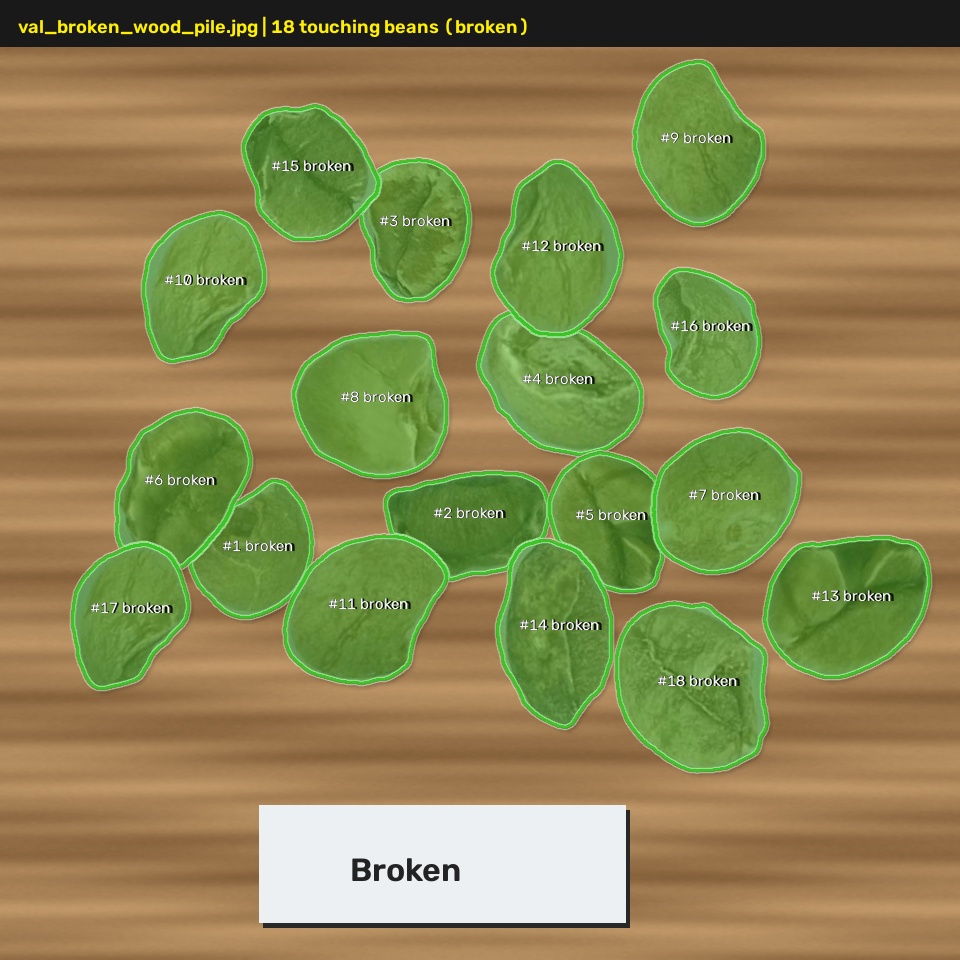 val_broken_wood_pile.jpg | 18 touching beans (broken)
#9 broken
#15 broken
#3 broken
#12 broken
#10 broken
#16 broken
#4 broken
#8 broken
#6 broken
#7 broken
#2 broken
#5 broken
#1 broken
#13 broken
#11 broken
#17 broken
#14 broken
#18 broken
Broken